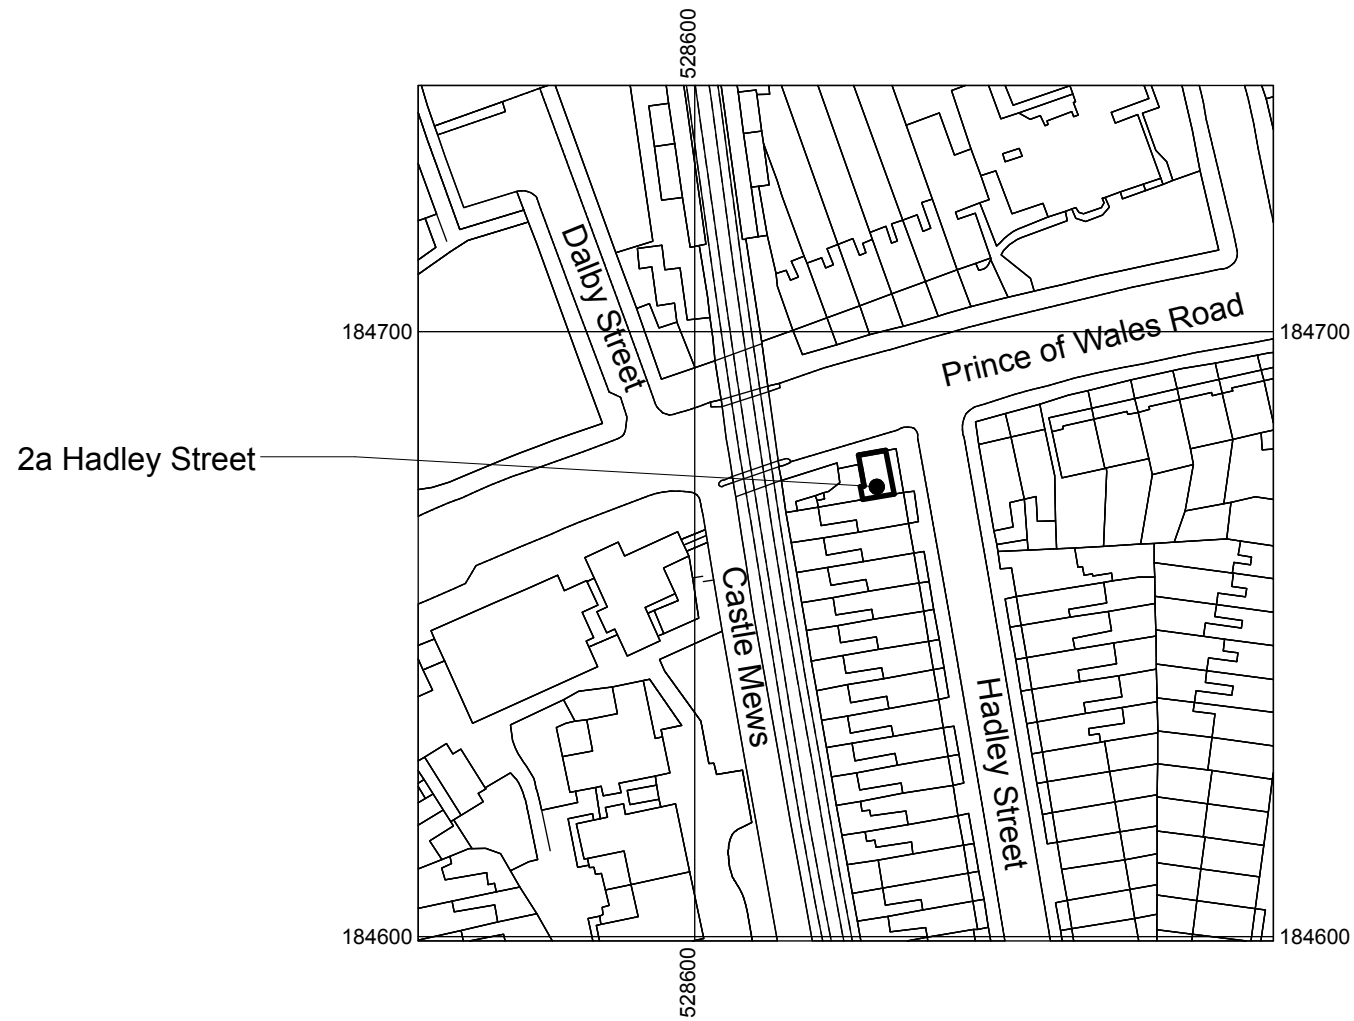 528600
Dalby Street
184700
184700
Prince of Wales Road
2a Hadley Street
Castle Mews
Hadley Street
184600
184600
528600